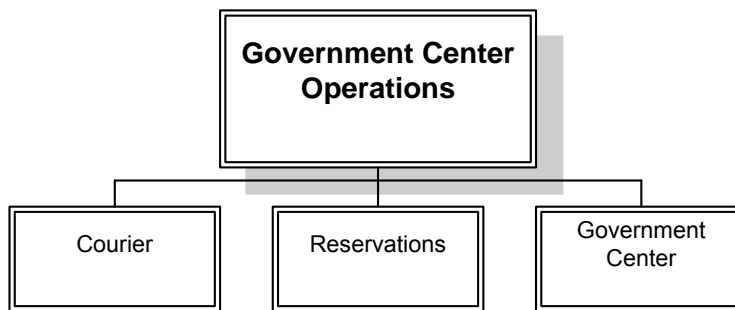 Government Center
Operations
Courier
Reservations
Government
Center